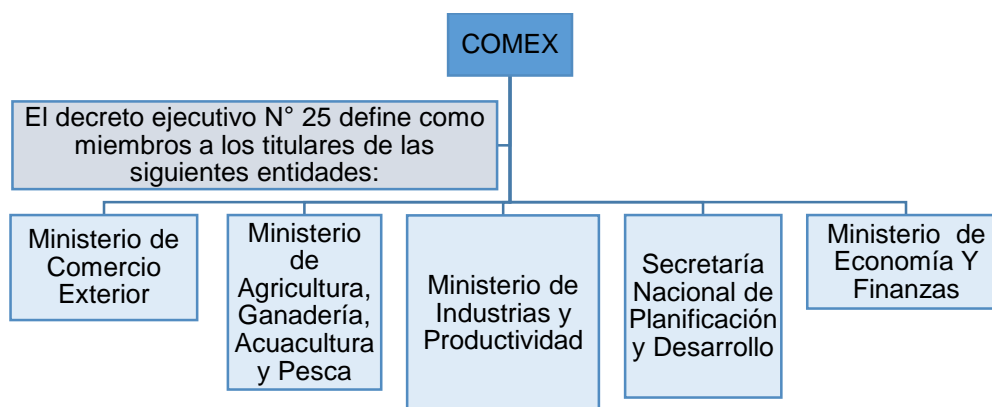 COMEX
El decreto ejecutivo N° 25 define como
miembros a los titulares de las
siguientes entidades:
Ministerio de
Comercio
Exterior
Ministerio
de
Agricultura,
Ganadería,
Acuacultura
y Pesca
Ministerio de
Industrias y
Productividad
Secretaría
Nacional de
Planificación
y Desarrollo
Ministerio de
Economía Y
Finanzas